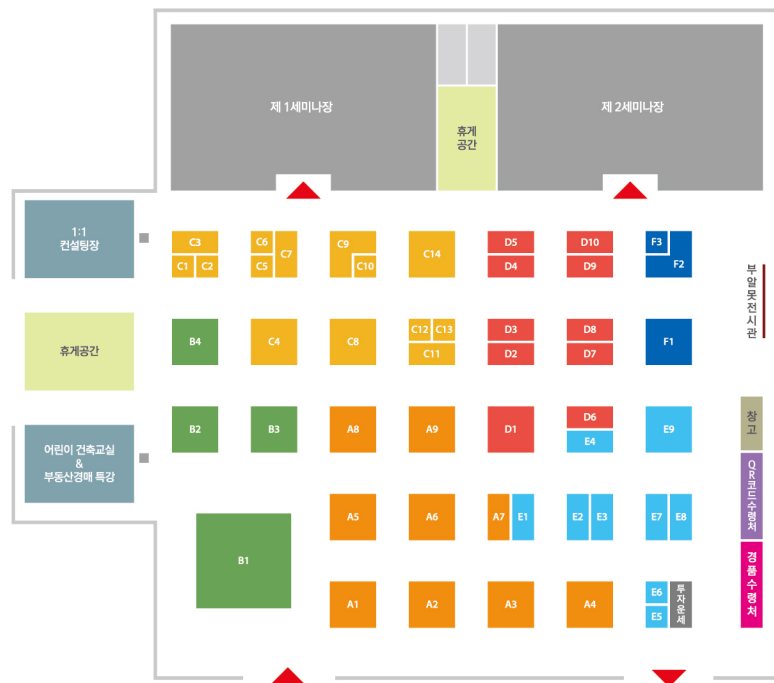 제 1세미나장
제 2세미나장
휴게
공간
1:1
컨설팅장
C3
C1
C2
C6
C5
C7
C9
C10
C14
D5
D4
D10
D9
F3
F2
부알못전시관
휴게공간
B4
C4
C8
C12
C13
C11
D3
D2
D8
D7
F1
어린이 건축교실
&
부동산경매 특강
B2
B3
A8
A9
D1
D6
E4
E9
창고
QR코드수령처
B1
A5
A6
A7
E1
E2
E3
E7
E8
경품수령처
A1
A2
A3
A4
E6
E5
투자운세